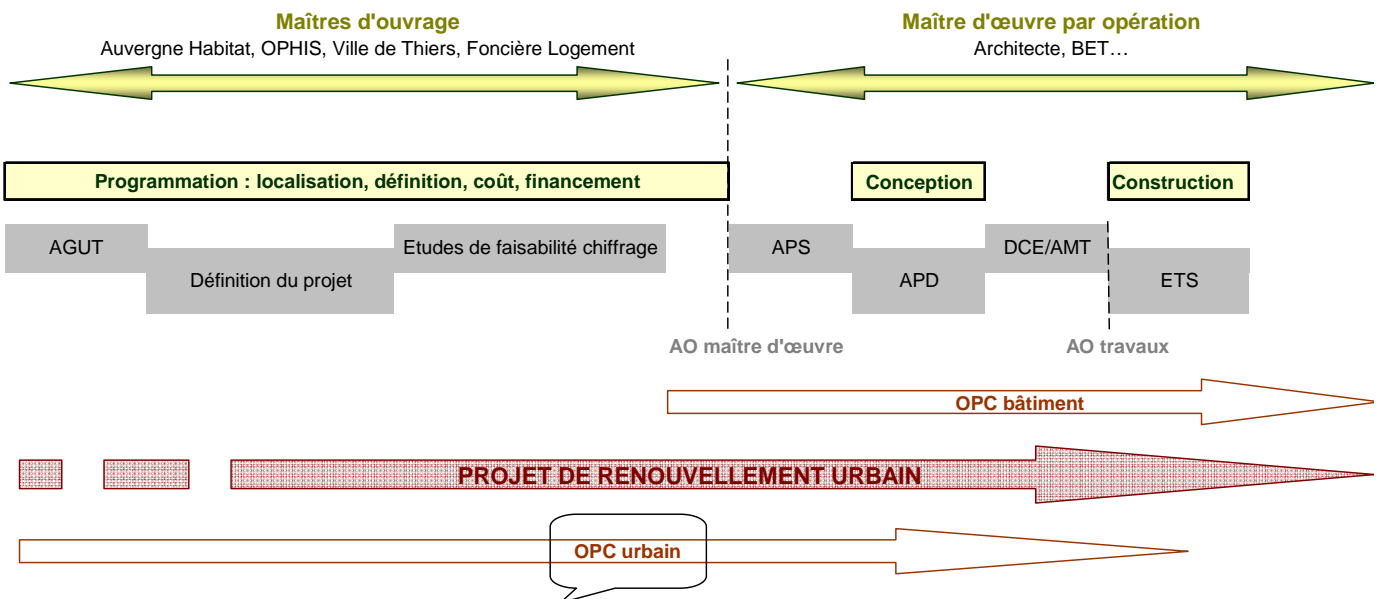 Maîtres d'ouvrage
Auvergne Habitat, OPHIS, Ville de Thiers, Foncière Logement
Maître d'œuvre par opération
Architecte, BET…
Programmation : localisation, définition, coût, financement
Conception
Construction
AGUT
Définition du projet
Etudes de faisabilité chiffrage
APS
APD
DCE/AMT
ETS
AO maître d'œuvre
AO travaux
OPC bâtiment
PROJET DE RENOUVELLEMENT URBAIN
OPC urbain